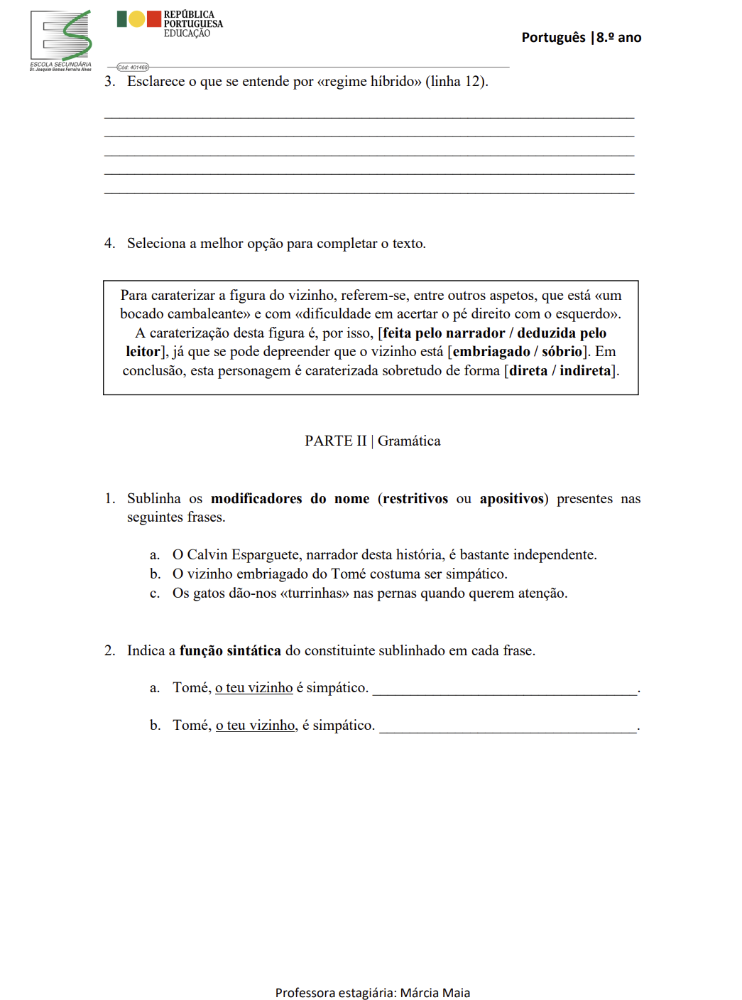 ESCOLA SECUNDÁRIA
Dr. Joaquim Gomes Ferreira Alves
REPÚBLICA
PORTUGUESA
EDUCAÇÃO
Português |8.º ano
Cód: 401468
3. Esclarece o que se entende por «regime híbrido» (linha 12).
4. Seleciona a melhor opção para completar o texto.
Para caraterizar a figura do vizinho, referem-se, entre outros aspetos, que está «um
bocado cambaleante» e com «dificuldade em acertar o pé direito com o esquerdo».
A caraterização desta figura é, por isso, [feita pelo narrador / deduzida pelo
leitor], já que se pode depreender que o vizinho está [embriagado / sóbrio]. Em
conclusão, esta personagem é caraterizada sobretudo de forma [direta / indireta].
PARTE II | Gramática
1. Sublinha os modificadores do nome (restritivos ou apositivos) presentes nas
seguintes frases.
a. O Calvin Esparguete, narrador desta história, é bastante independente.
b. O vizinho embriagado do Tomé costuma ser simpático.
c. Os gatos dão-nos «turrinhas» nas pernas quando querem atenção.
2. Indica a função sintática do constituinte sublinhado em cada frase.
a. Tomé, o teu vizinho é simpático. ___________________________________.
b. Tomé, o teu vizinho, é simpático. __________________________________.
Professora estagiária: Márcia Maia